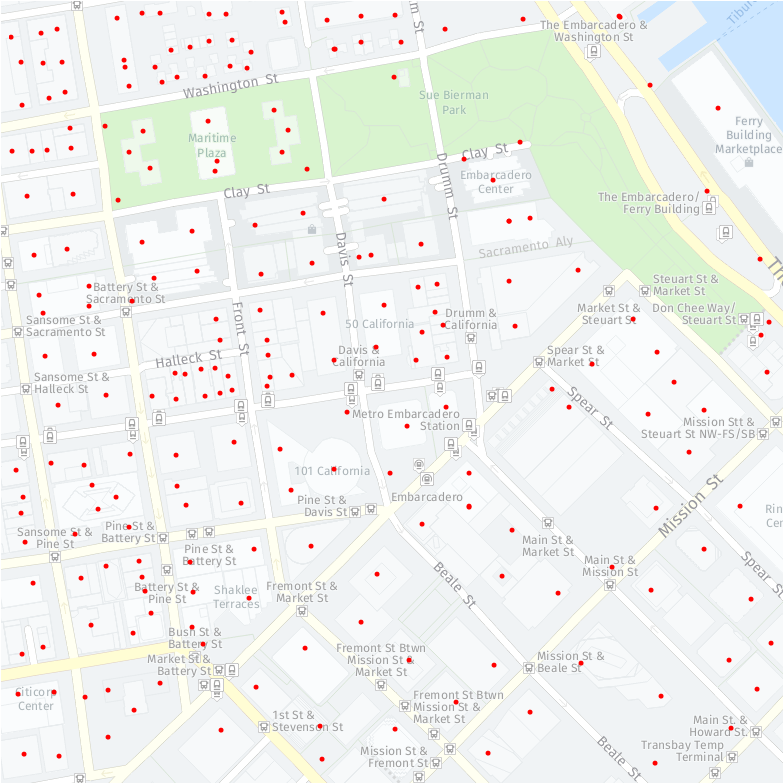 Tibur
m St
The Embarcadero &
Washington St
Washington St
Sue Bierman
Park
Ferry
Building
Marketplace
Maritime
Plaza
Clay St
Embarcadero
Center
Clay St
Drumm St
The Embarcadero/
Ferry Building
Davis St
Sacramento Aly
Th
Steuart St &
Market St
Battery St &
Sacramento St
Front St
Don Chee Way/
Steuart St
Market St &
Steuart St
Drumm &
California
Sansome St &
Sacramento St
50 California
Davis &
California
Spear St &
Market St
Halleck St
Sansome St &
Halleck St
Spear St
Metro Embarcadero
Station
Mission Stt &
Steuart St NW-FS/SB
101 California
Mission St
Embarcadero
Pine St &
Davis St
Rin
Cen
Pine St &
Battery St
Sansome St &
Pine St
Main St &
Market St
Pine St &
Battery St
Main St &
Mission St
Spear St
Beale St
Battery St &
Pine St
Shaklee
Terraces
Fremont St &
Market St
Bush St &
Battery St
Market St &
Battery St
Fremont St Btwn
Mission St &
Market St
Mission St &
Beale St
Citicorp
Center
Fremont St Btwn
Mission St &
Market St
1st St &
Stevenson St
Main St. &
Howard St
Transbay Temp
Terminal
Mission St &
Fremont St
Beale St